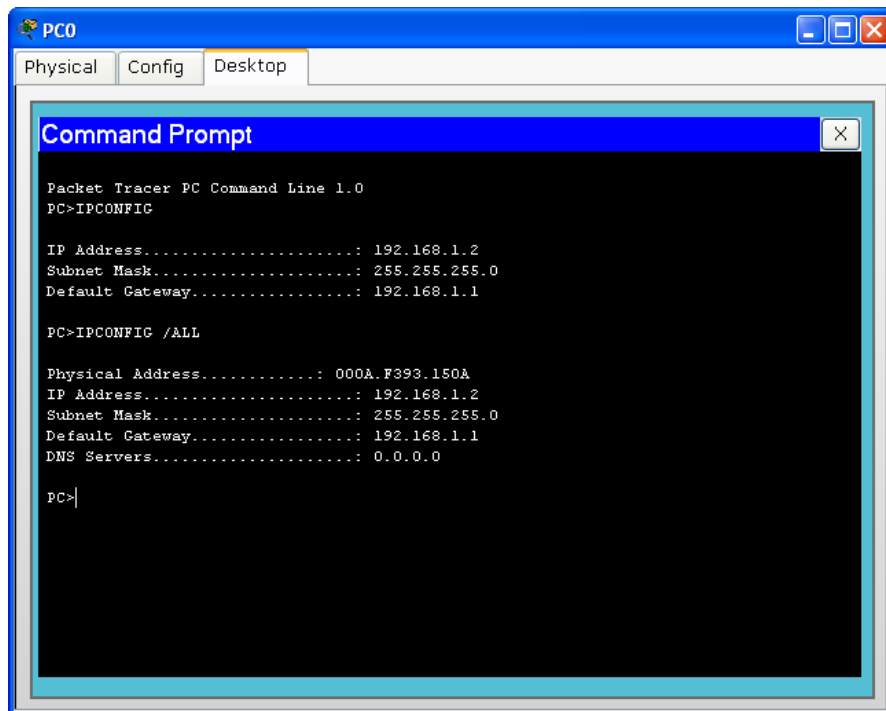 PC0
Physical Config Desktop
Command Prompt X
Packet Tracer PC Command Line 1.0
PC>IPCONFIG
IP Address......................: 192.168.1.2
Subnet Mask.....................: 255.255.255.0
Default Gateway.................: 192.168.1.1
PC>IPCONFIG /ALL
Physical Address............: 000A.F393.150A
IP Address......................: 192.168.1.2
Subnet Mask.....................: 255.255.255.0
Default Gateway.................: 192.168.1.1
DNS Servers.....................: 0.0.0.0
PC>